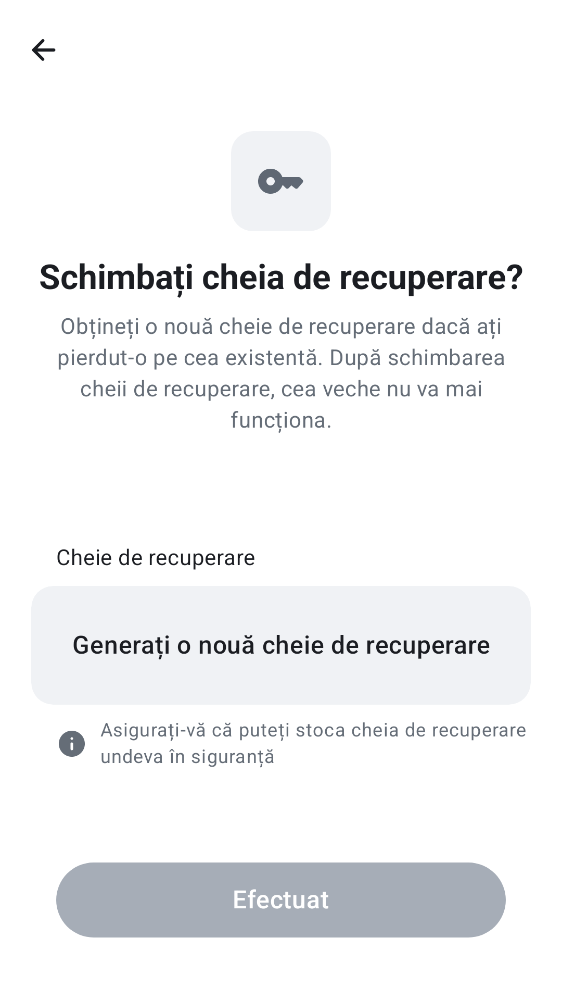 Schimbați cheia de recuperare?
Obțineți o nouă cheie de recuperare dacă ați
pierdut-o pe cea existentă. După schimbarea
cheii de recuperare, cea veche nu va mai
funcționa.
Cheie de recuperare
Generați o nouă cheie de recuperare
Asigurați-vă că puteți stoca cheia de recuperare
undeva în siguranță
Efectuat